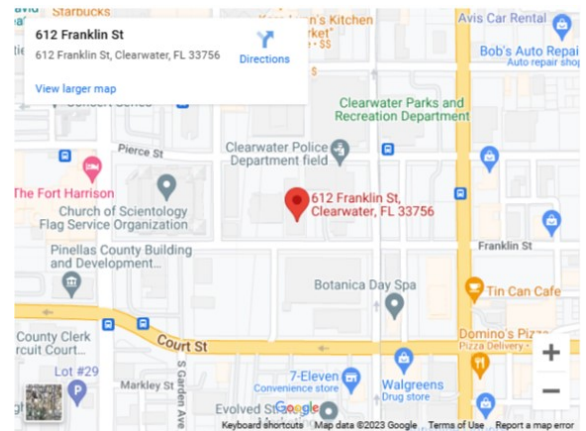 Starbucks
612 Franklin St
612 Franklin St, Clearwater, FL 33756
Directions
View larger map
Avis Car Rental
Bob's Auto Repai
Auto repair shop
Clearwater Parks and
Recreation Department
Pierce St
Clearwater Police
Department field
The Fort Harrison
Church of Scientology
Flag Service Organization
612 Franklin St,
Clearwater, FL 33756
Pinellas County Building
and Development...
Franklin St
Botanica Day Spa
Tin Can Cafe
County Clerk
rcuit Court...
Court St
Domino's Pizza
Pizza Delivery •
Lot #29
Markley St
S Garden Ave
7-Eleven
Convenience store
Walgreens
Drug store
Google
Keyboard shortcuts
Map data ©2023 Google
Terms of Use
Report a map error